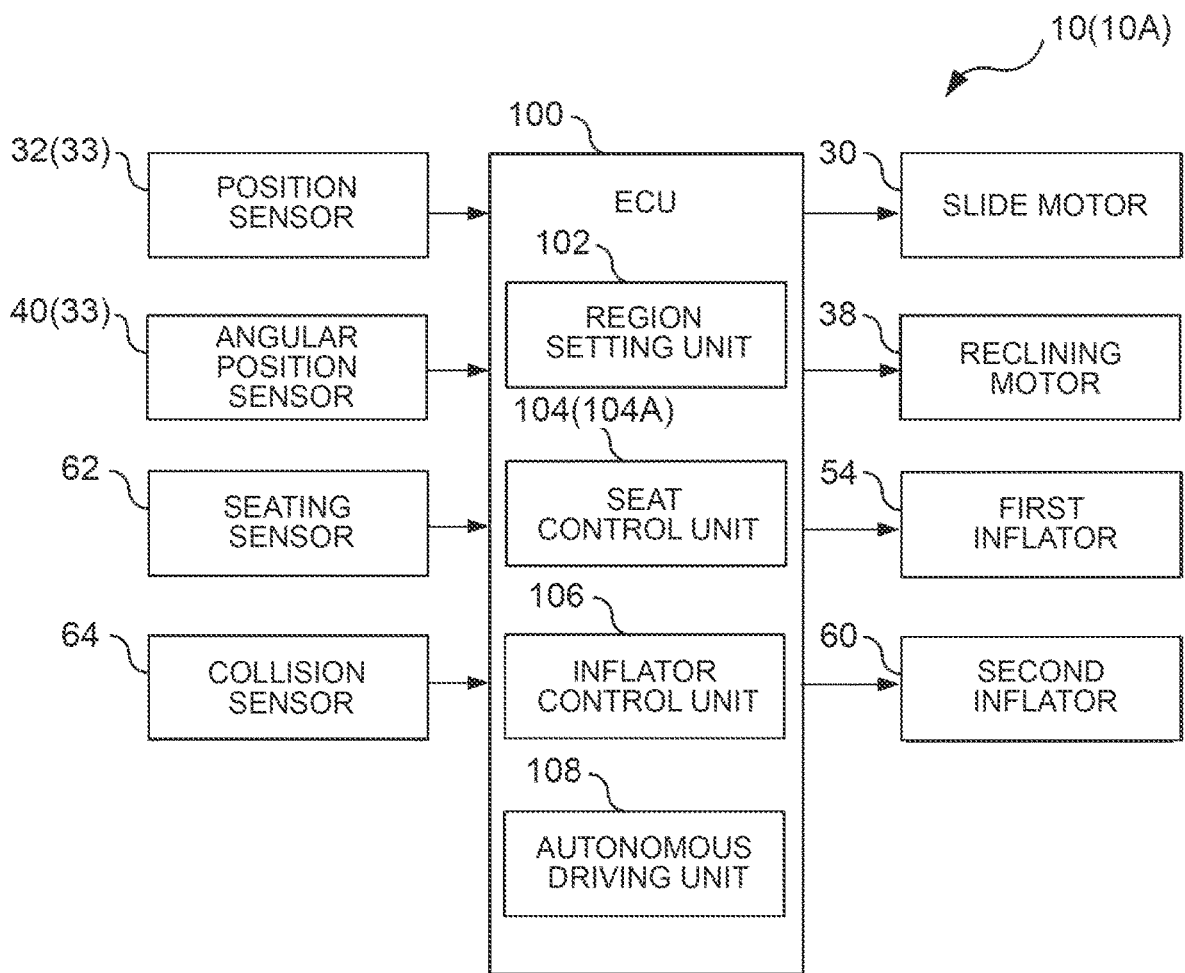 10(10A)
100
32(33)
POSITION
SENSOR
ECU
30
SLIDE MOTOR
102
REGION
SETTING UNIT
40(33)
ANGULAR
POSITION
SENSOR
38
RECLINING
MOTOR
104(104A)
SEAT
CONTROL UNIT
62
SEATING
SENSOR
54
FIRST
INFLATOR
106
INFLATOR
CONTROL UNIT
64
COLLISION
SENSOR
60
SECOND
INFLATOR
108
AUTONOMOUS
DRIVING UNIT